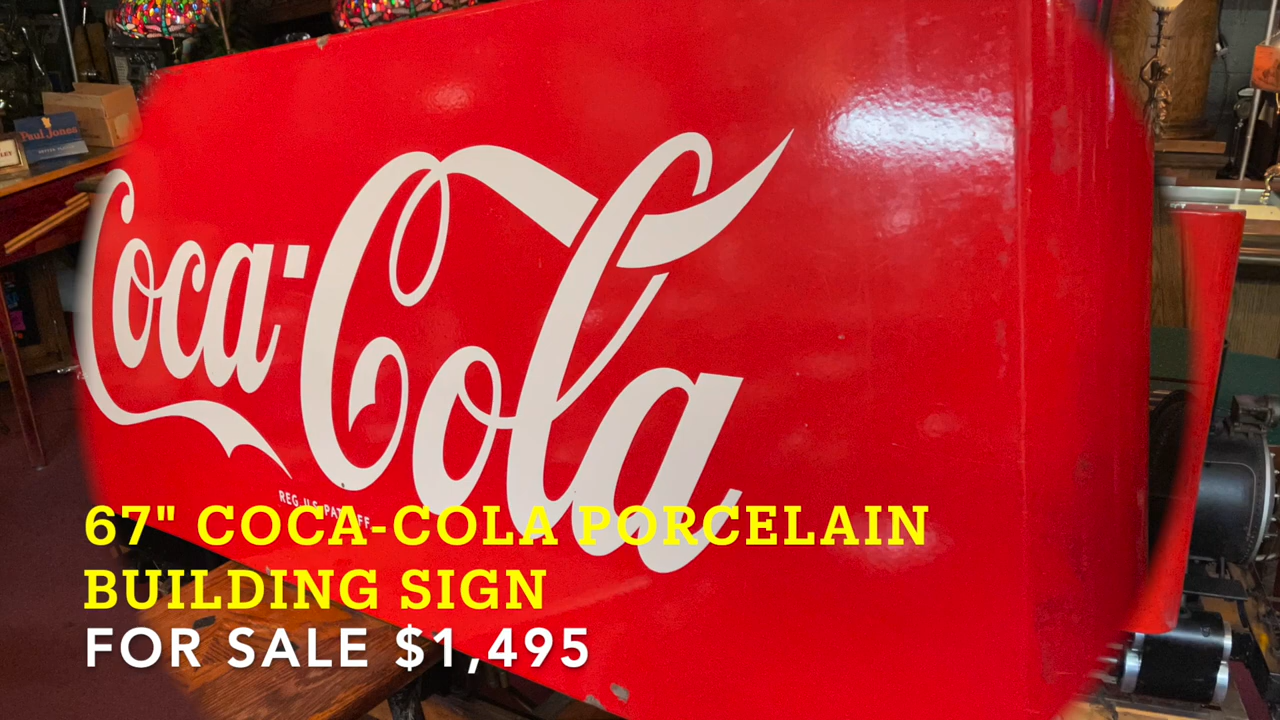 Paul Jones
Coca-Cola
REG. U.S. PAT. OFF.
67" COCA-COLA PORCELAIN
BUILDING SIGN
FOR SALE $1,495